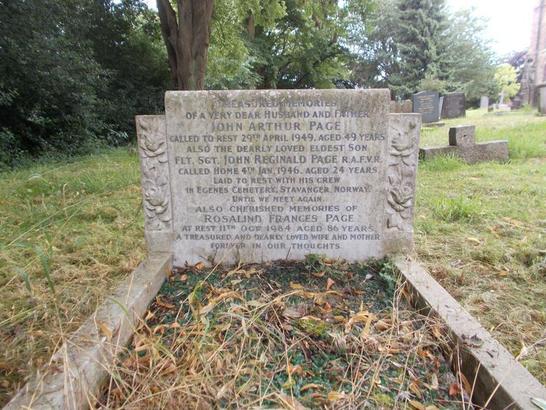 TREASURED MEMORIES
OF A VERY DEAR HUSBAND AND FATHER
JOHN ARTHUR PAGE
CALLED TO REST 29TH APRIL 1949. AGED 49 YEARS.
ALSO THE DEARLY LOVED ELDEST SON
FLT. SGT. JOHN REGINALD PAGE R.A.F.V.R.
CALLED HOME 4TH JAN. 1946. AGED 24 YEARS.
LAID TO REST WITH HIS CREW
IN EGENES CEMETERY, STAVANGER, NORWAY.
UNTIL WE MEET AGAIN.
ALSO CHERISHED MEMORIES OF
ROSALIND FRANCES PAGE
AT REST 11TH OCT 1984 AGED 86 YEARS.
A TREASURED AND DEARLY LOVED WIFE AND MOTHER
FOREVER IN OUR THOUGHTS.